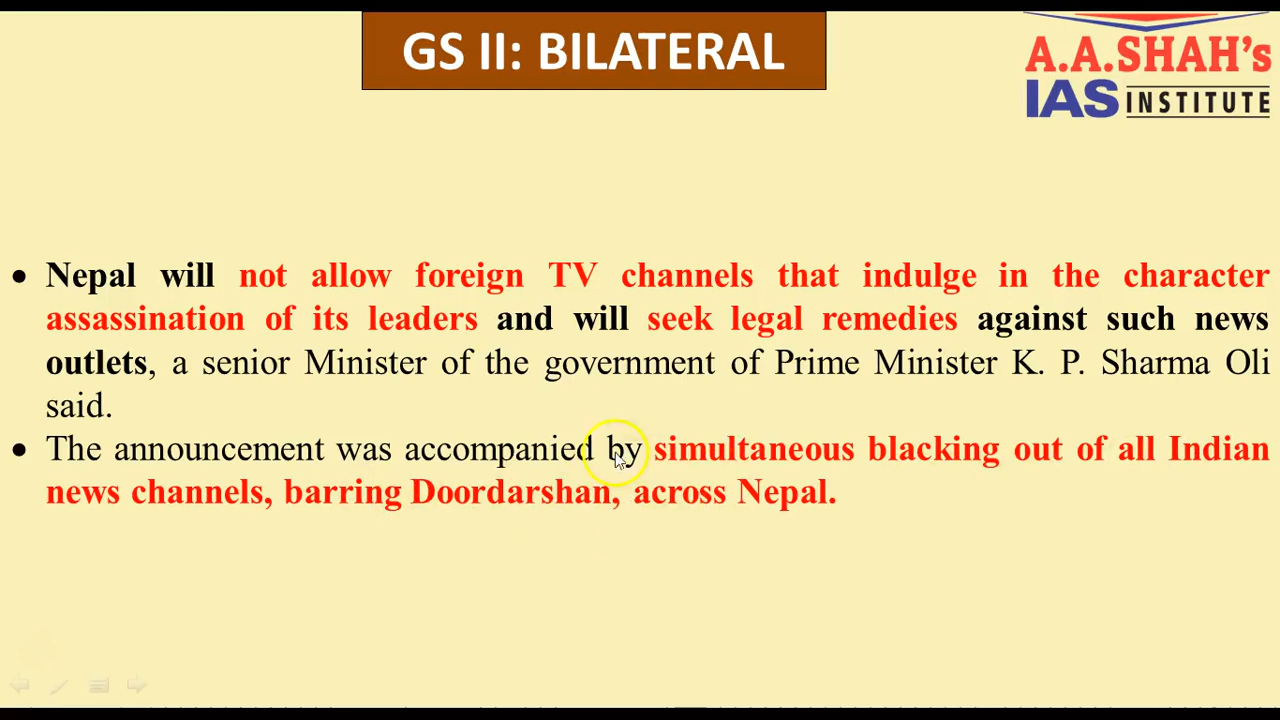 GS II: BILATERAL
A.A.SHAH's
IAS INSTITUTE
• Nepal will not allow foreign TV channels that indulge in the character
assassination of its leaders and will seek legal remedies against such news
outlets, a senior Minister of the government of Prime Minister K. P. Sharma Oli
said.
• The announcement was accompanied by simultaneous blacking out of all Indian
news channels, barring Doordarshan, across Nepal.